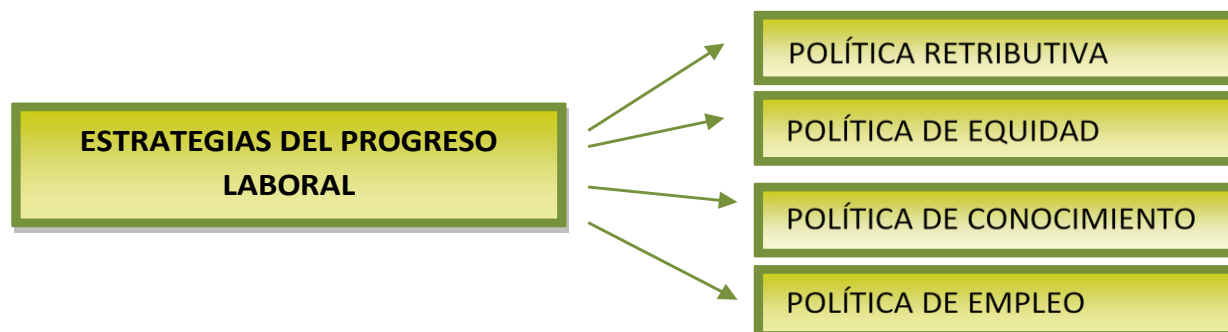 ESTRATEGIAS DEL PROGRESO
LABORAL
POLÍTICA RETRIBUTIVA
POLÍTICA DE EQUIDAD
POLÍTICA DE CONOCIMIENTO
POLÍTICA DE EMPLEO